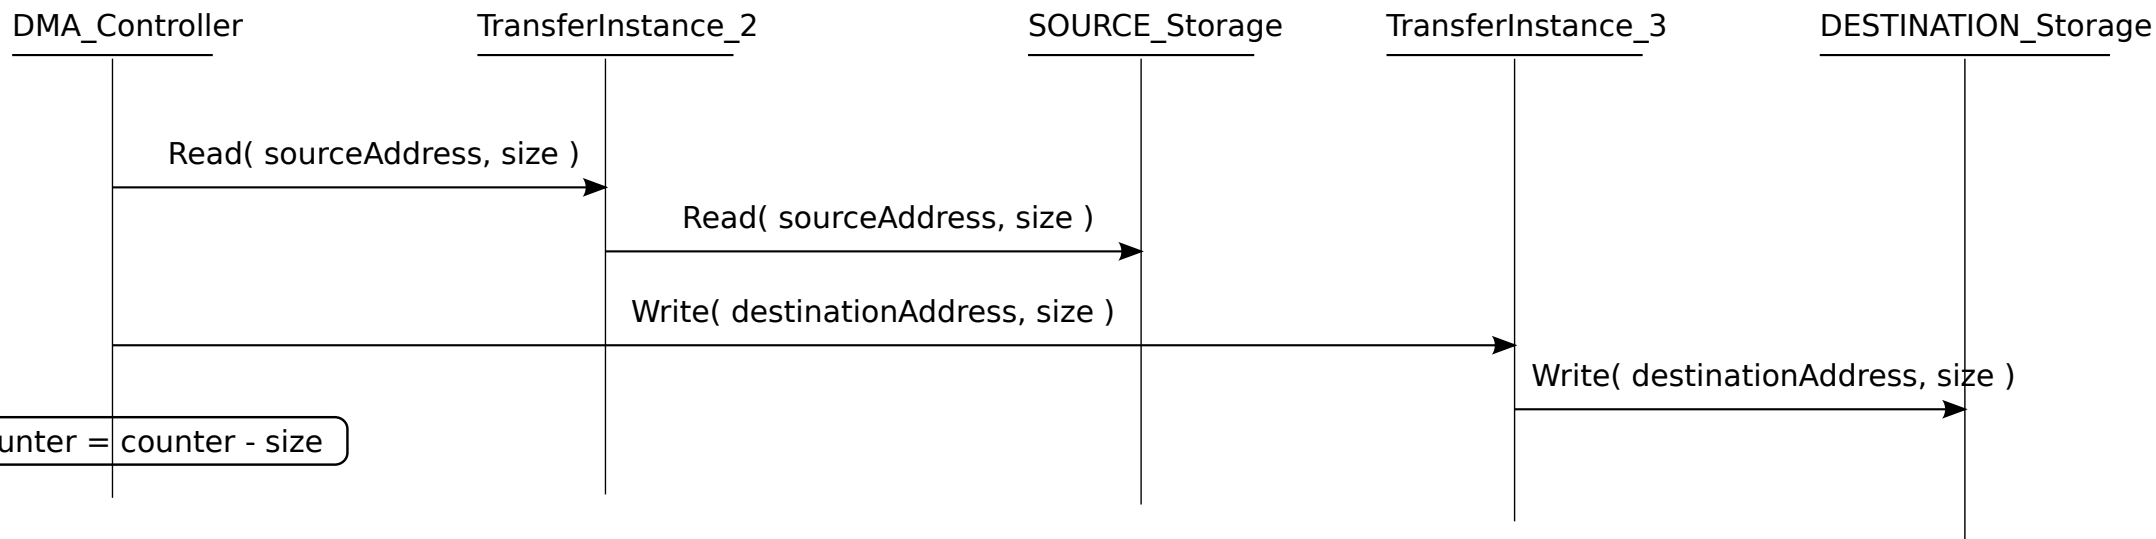 DMA_Controller
TransferInstance_2
SOURCE_Storage
TransferInstance_3
DESTINATION_Storage
Read( sourceAddress, size )
Read( sourceAddress, size )
Write( destinationAddress, size )
Write( destinationAddress, size )
unter = counter - size